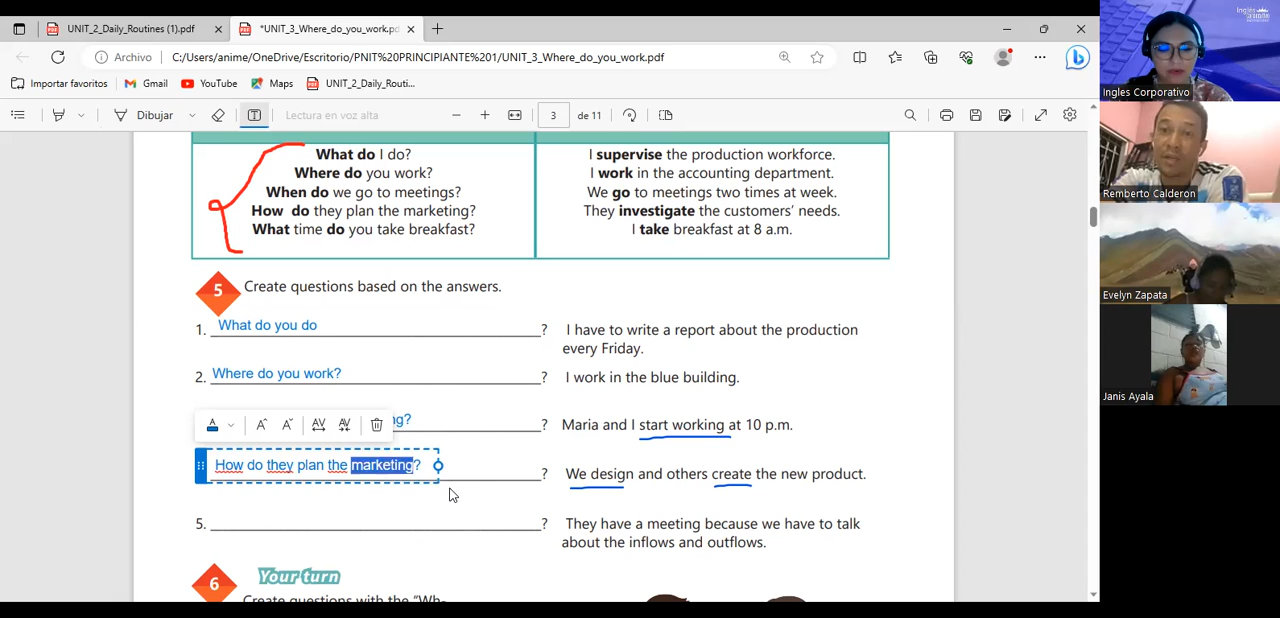 UNIT_2_Daily_Routines (1).pdf
*UNIT_3_Where_do_you_work.pd
Archivo
C:/Users/anime/OneDrive/Escritorio/PNIT%20PRINCIPIANTE%201/UNIT_3_Where_do_you_work.pdf
Importar favoritos
Gmail
YouTube
Maps
UNIT_2_Daily_Routi...
Dibujar
Lectura en voz alta
3
de 11
What do I do?
I supervise the production workforce.
Where do you work?
I work in the accounting department.
When do we go to meetings?
We go to meetings two times at week.
How do they plan the marketing?
They investigate the customers' needs.
What time do you take breakfast?
I take breakfast at 8 a.m.
5 Create questions based on the answers.
1. What do you do ? I have to write a report about the production
every Friday.
2. Where do you work? ? I work in the blue building.
ng? ? Maria and I start working at 10 p.m.
How do they plan the marketing? ? We design and others create the new product.
5. ? They have a meeting because we have to talk
about the inflows and outflows.
6 Your turn
Create questions with the "Wh-
Ingles Corporativo
Remberto Calderon
Evelyn Zapata
Janis Ayala